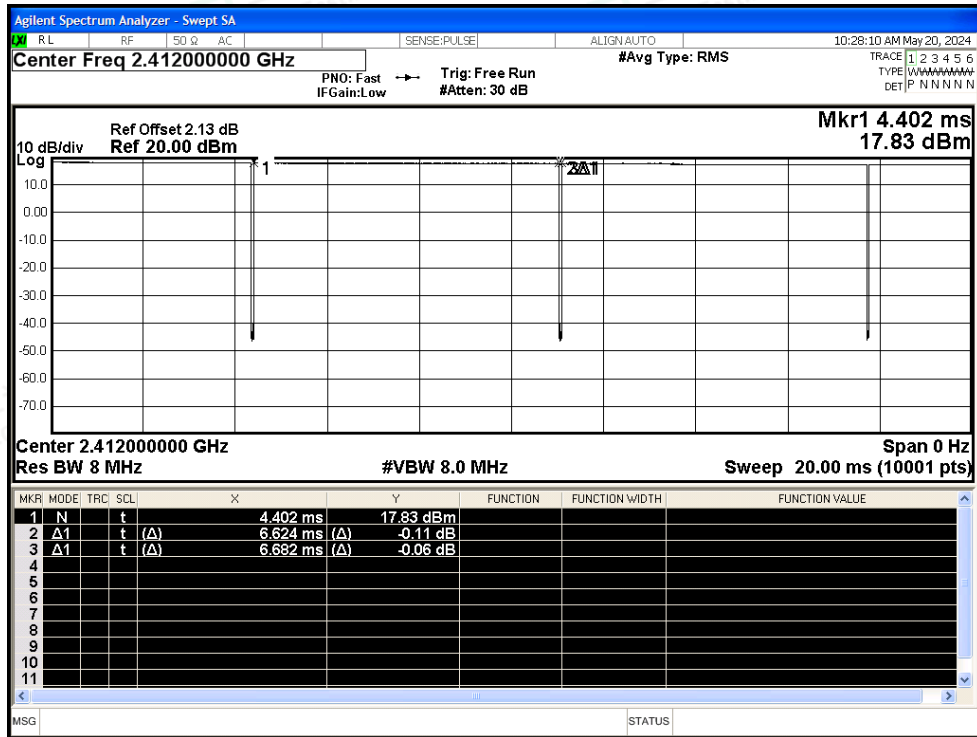 Agilent Spectrum Analyzer - Swept SA
LXI RL RF 50 Ω AC SENSE:PULSE ALIGN AUTO 10:28:10 AM May 20, 2024
Center Freq 2.412000000 GHz #Avg Type: RMS TRACE 1 2 3 4 5 6
PNO: Fast Trig: Free Run TYPE
IFGain:Low #Atten: 30 dB DET P N N N N N
Mkr1 4.402 ms
Ref Offset 2.13 dB
10 dB/div Ref 20.00 dBm 17.83 dBm
Log
1
10.0
0.00
-10.0
-20.0
-30.0
-40.0
-50.0
-60.0
-70.0
Center 2.412000000 GHz Span 0 Hz
Res BW 8 MHz #VBW 8.0 MHz Sweep 20.00 ms (10001 pts)
MKR MODE TRC SCL X Y FUNCTION FUNCTION WIDTH FUNCTION VALUE
1 N t 4.402 ms 17.83 dBm
2 Δ1 t (Δ) 6.624 ms (Δ) -0.11 dB
3 Δ1 t (Δ) 6.682 ms (Δ) -0.06 dB
4
5
6
7
8
9
10
11
MSG STATUS